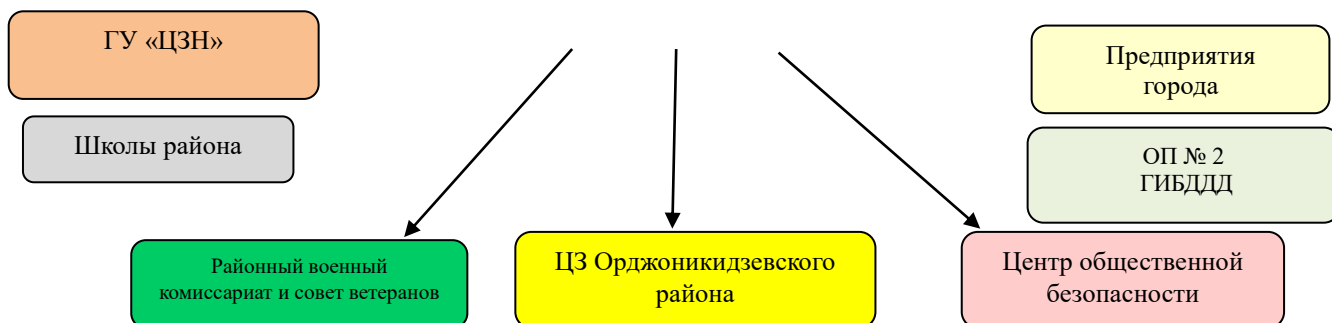 ГУ «ЦЗН»
Школы района
Предприятия
города
ОП № 2
ГИБДДД
Районный военный
комиссариат и совет ветеранов
ЦЗ Орджоникидзевского
района
Центр общественной
безопасности